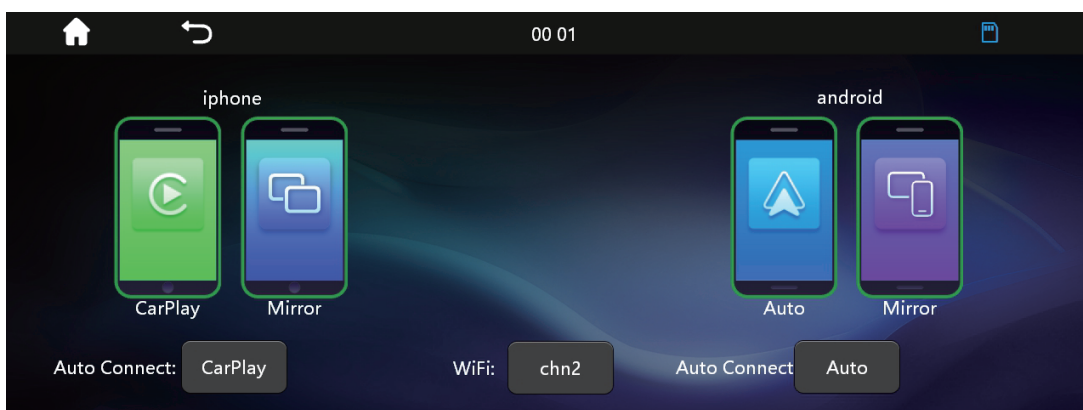 00 01
iphone
android
CarPlay
Mirror
Auto
Mirror
Auto Connect: CarPlay
WiFi: chn2
Auto Connect Auto